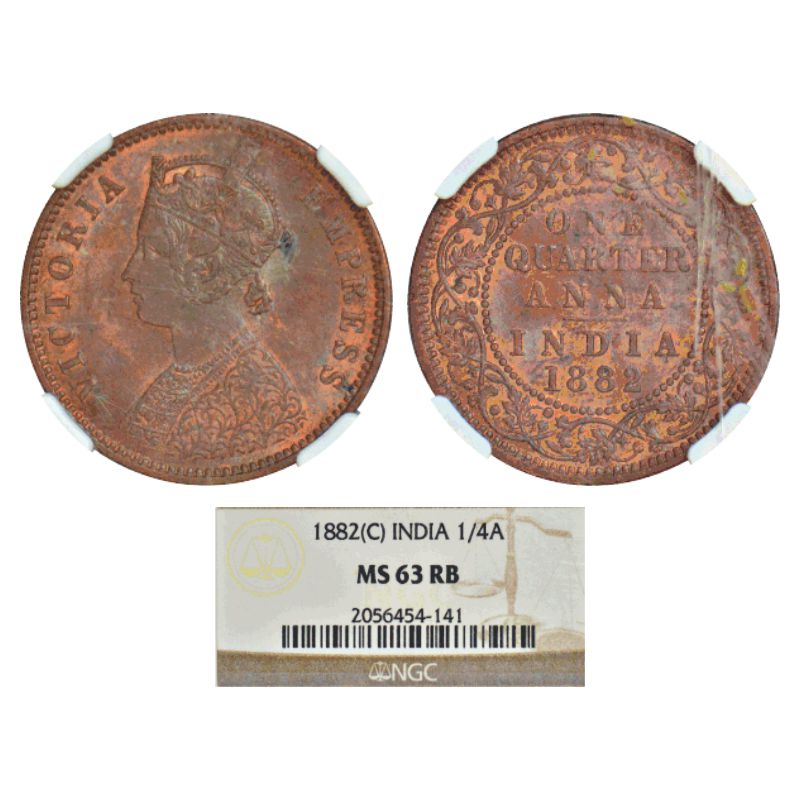 VICTORIA EMPRESS
ONE
QUARTER
ANNA
INDIA
1882
1882(C) INDIA 1/4A
MS 63 RB
2056454-141
NGC